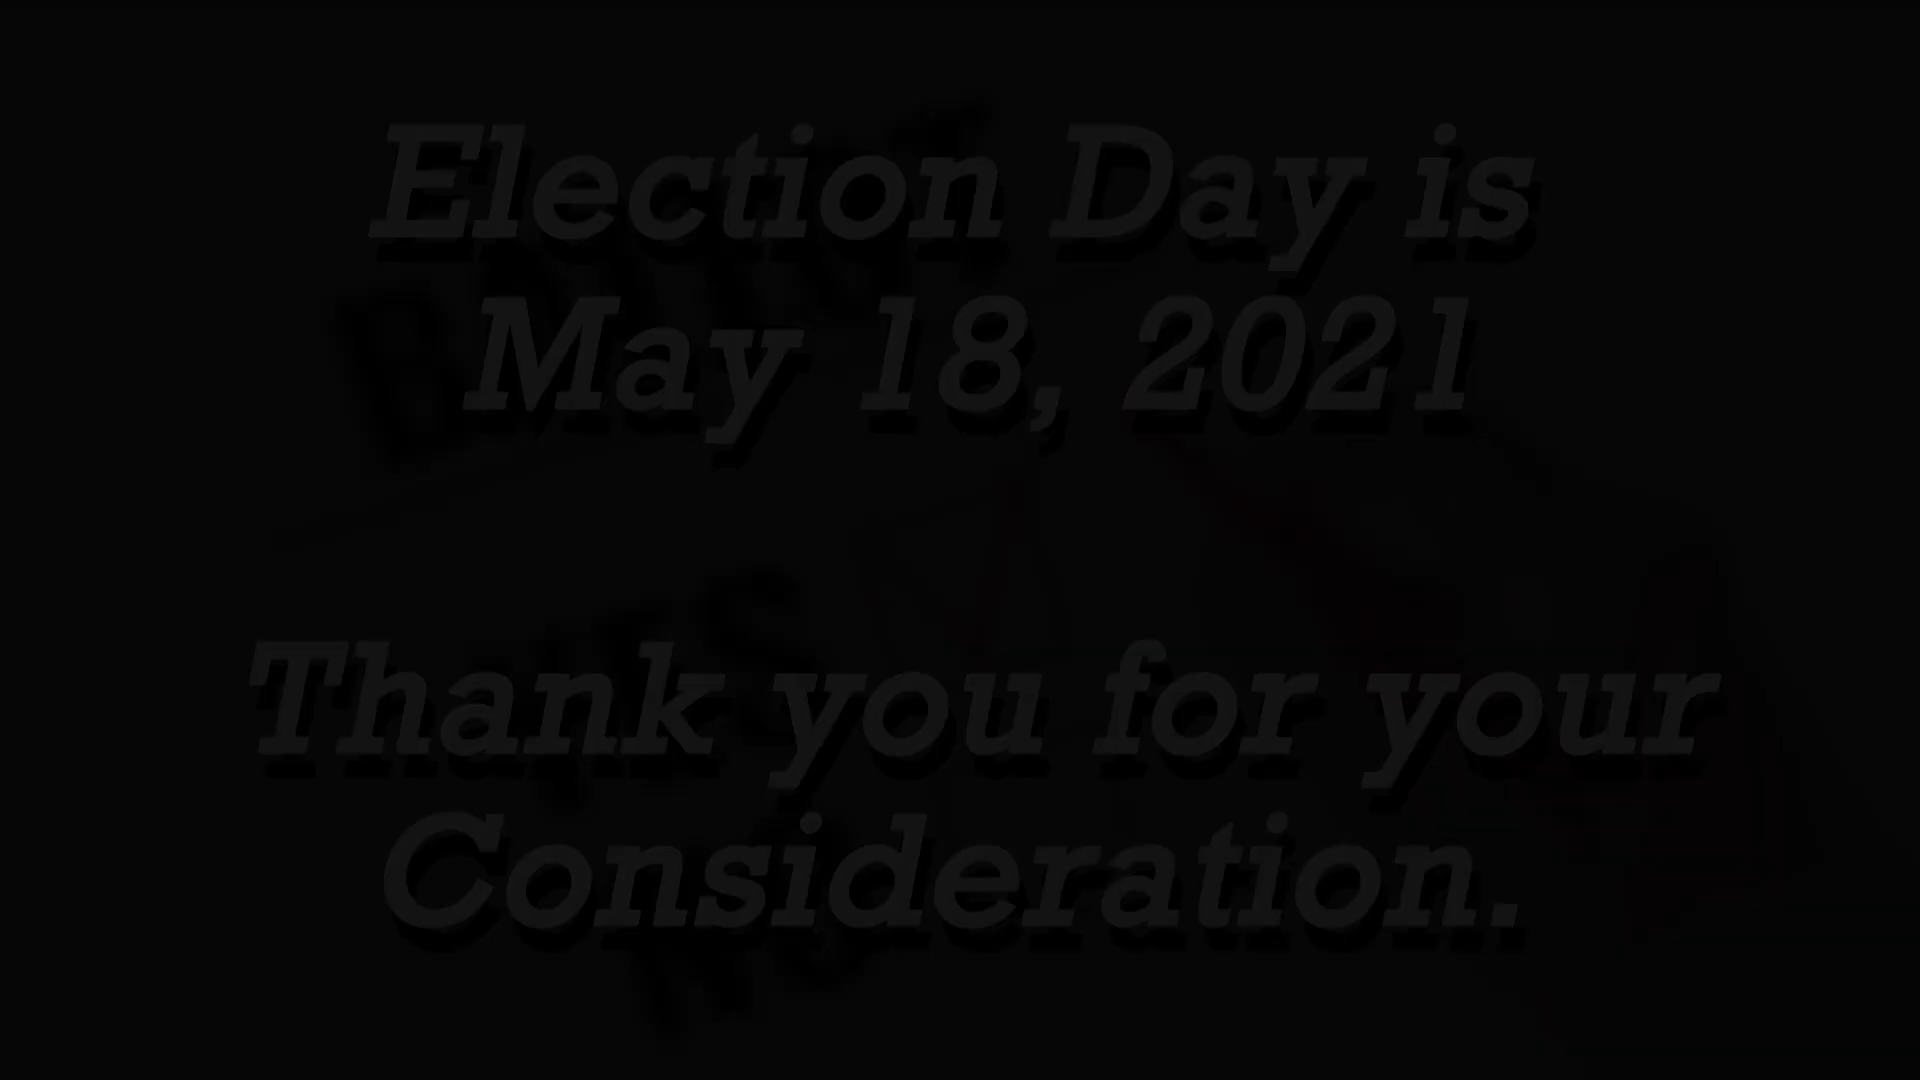 Election Day is
May 18, 2021
Thank you for your
Consideration.